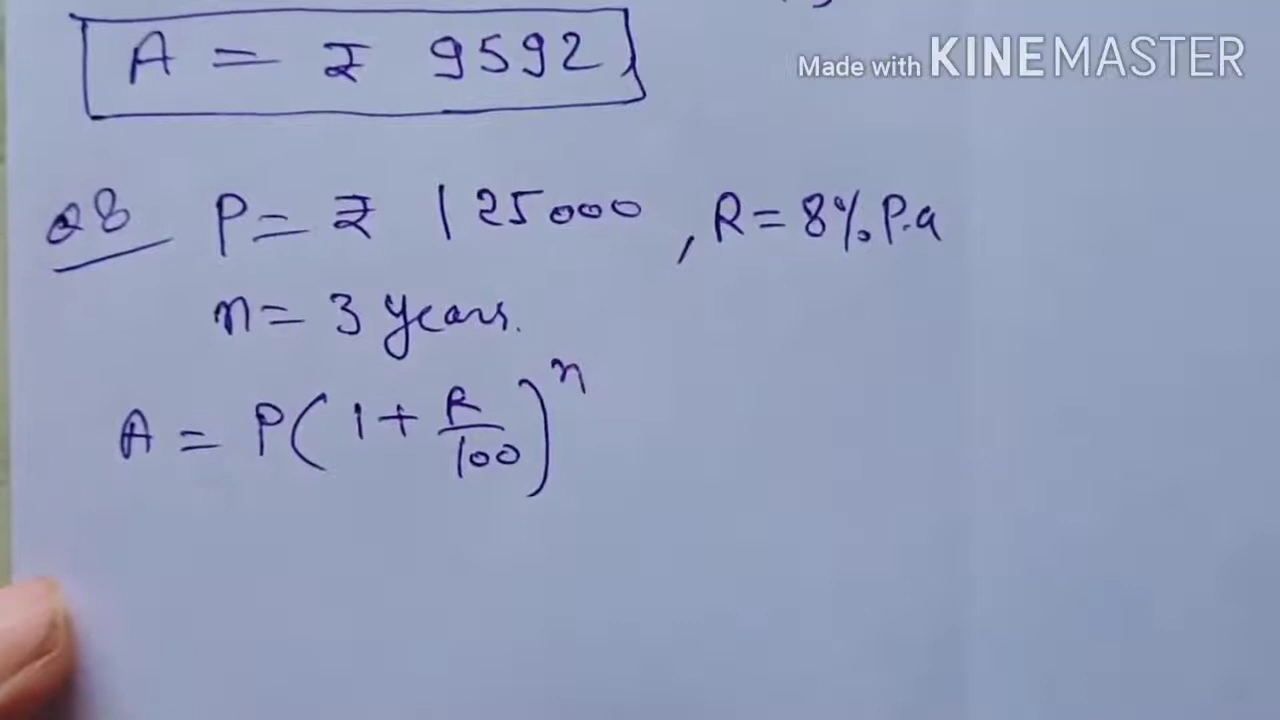 Made with KINEMASTER
A = ₹ 9592
Q8 P = ₹ 125000, R = 8% P.a
n = 3 years.
A = P(1 + R/100)^n